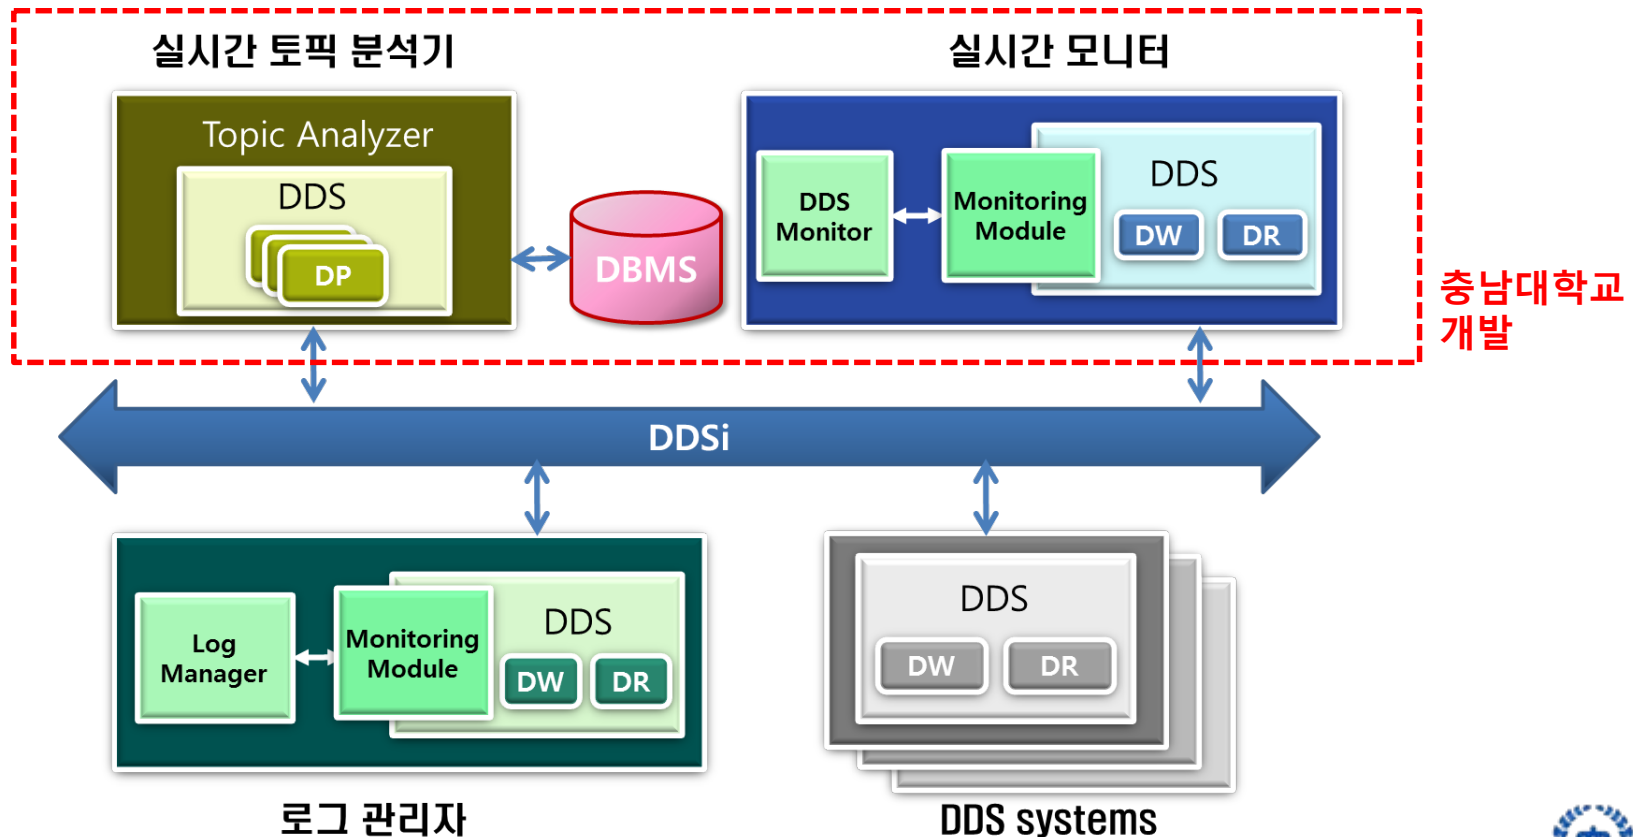 실시간 토픽 분석기
실시간 모니터
Topic Analyzer
DDS
DP
DBMS
DDS
Monitor
Monitoring
Module
DDS
DW
DR
충남대학교
개발
DDSi
Log
Manager
Monitoring
Module
DDS
DW
DR
DDS
DW
DR
로그 관리자
DDS systems